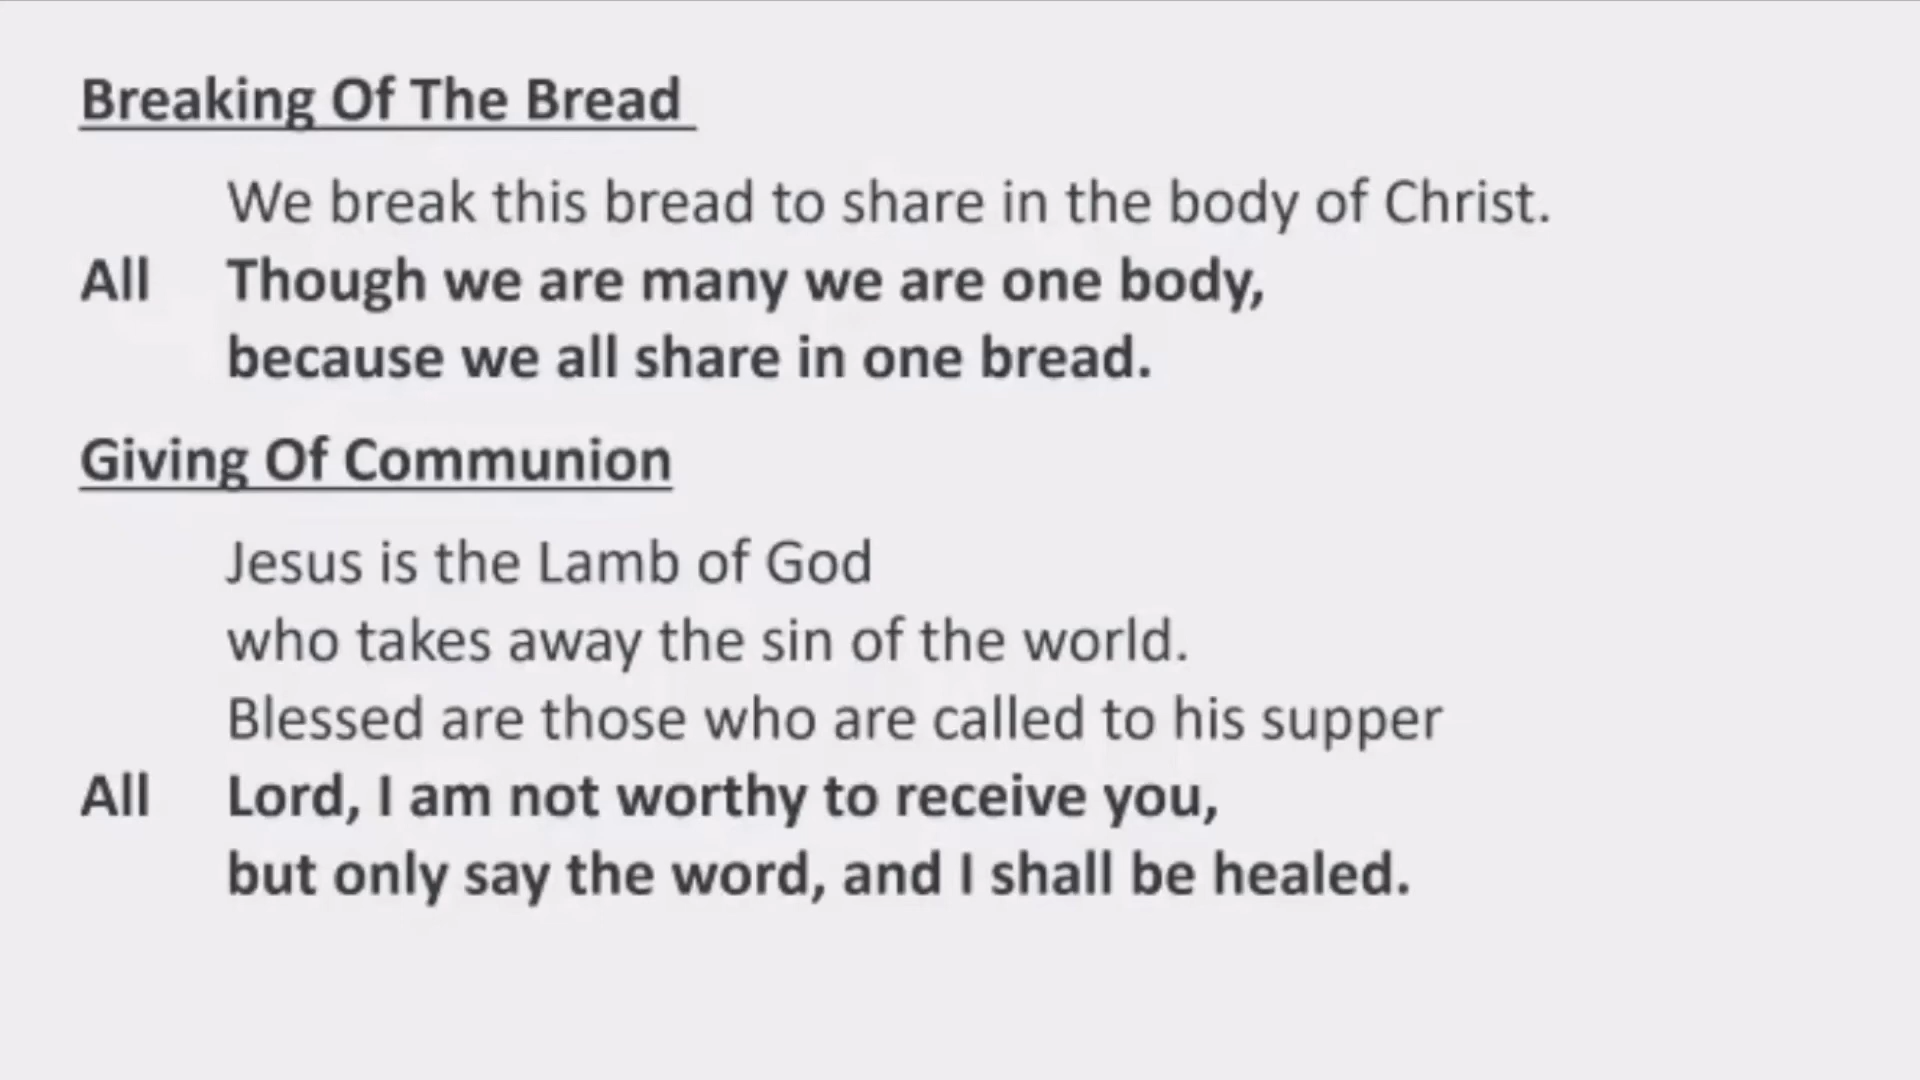 Breaking Of The Bread
We break this bread to share in the body of Christ.
All Though we are many we are one body,
because we all share in one bread.
Giving Of Communion
Jesus is the Lamb of God
who takes away the sin of the world.
Blessed are those who are called to his supper
All Lord, I am not worthy to receive you,
but only say the word, and I shall be healed.